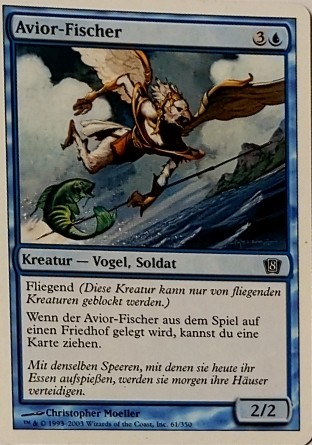 Avior-Fischer 3
Kreatur — Vogel, Soldat 8
Fliegend (Diese Kreatur kann nur von fliegenden
Kreaturen geblockt werden.)
Wenn der Avior-Fischer aus dem Spiel auf
einen Friedhof gelegt wird, kannst du eine
Karte ziehen.
Mit denselben Speeren, mit denen sie heute ihr
Essen aufspießen, werden sie morgen ihre Häuser
verteidigen.
Christopher Moeller
™ & © 1993–2003 Wizards of the Coast, Inc. 61/350
2/2